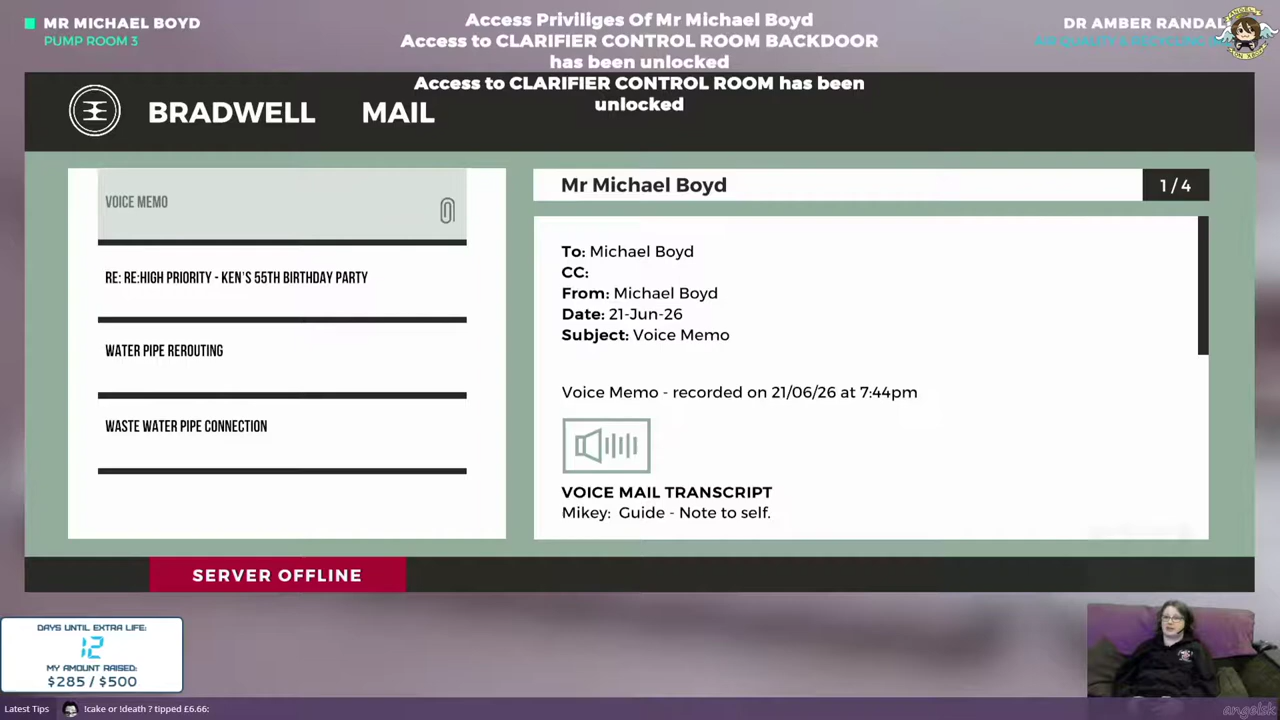 MR MICHAEL BOYD
PUMP ROOM 3
Access Priviliges Of Mr Michael Boyd
Access to CLARIFIER CONTROL ROOM BACKDOOR
has been unlocked
Access to CLARIFIER CONTROL ROOM has been
unlocked
DR AMBER RANDAL
AIR QUALITY & RECYCLING
BRADWELL MAIL
VOICE MEMO
RE: RE:HIGH PRIORITY - KEN'S 55TH BIRTHDAY PARTY
WATER PIPE REROUTING
WASTE WATER PIPE CONNECTION
Mr Michael Boyd
1 / 4
To: Michael Boyd
CC:
From: Michael Boyd
Date: 21-Jun-26
Subject: Voice Memo
Voice Memo - recorded on 21/06/26 at 7:44pm
VOICE MAIL TRANSCRIPT
Mikey: Guide - Note to self.
SERVER OFFLINE
DAYS UNTIL EXTRA LIFE:
12
MY AMOUNT RAISED:
$285 / $500
Latest Tips
!cake or !death ? tipped £6.66:
angelsk